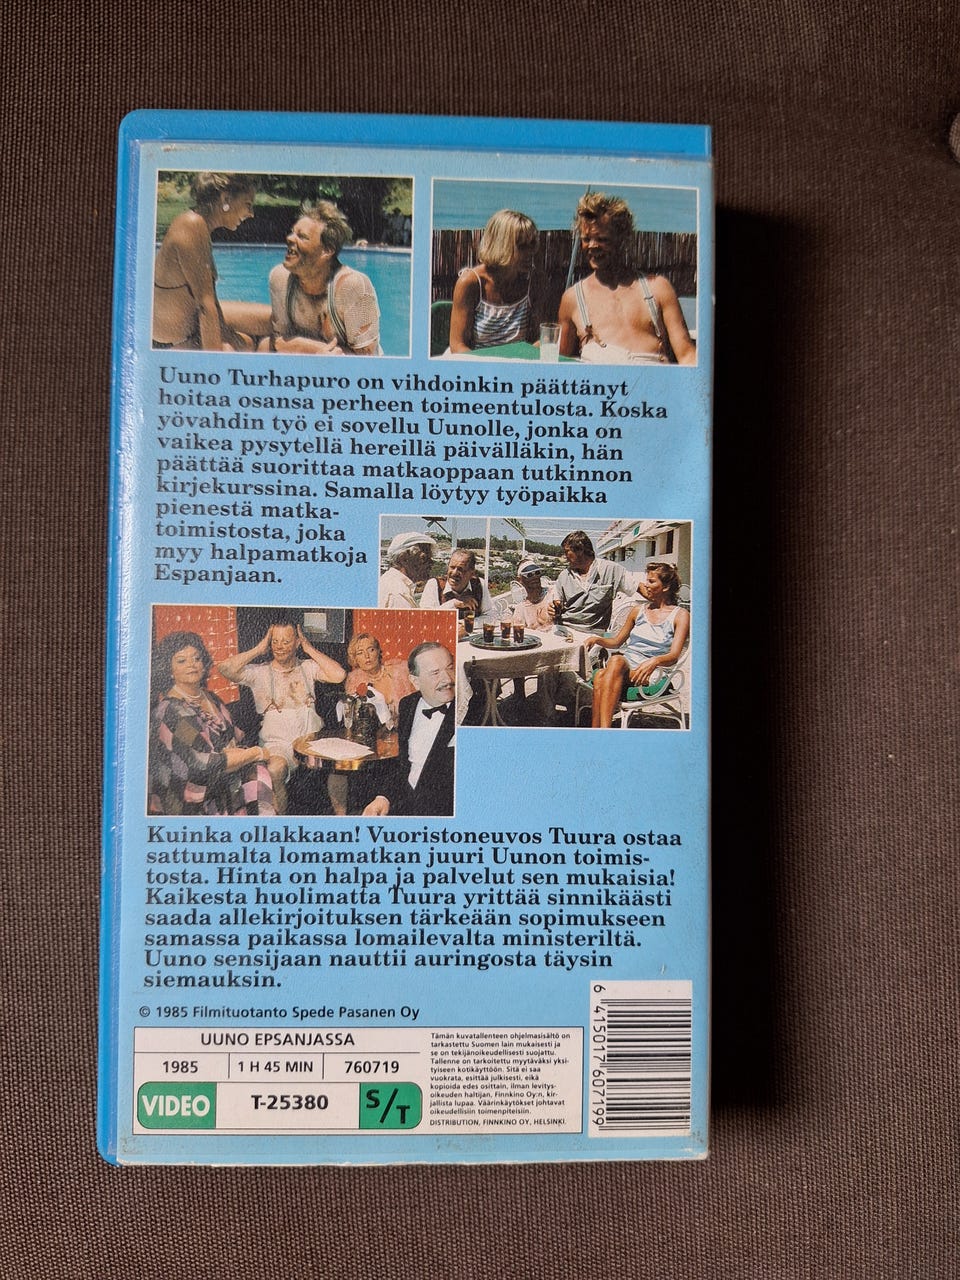 Uuno Turhapuro on vihdoinkin päättänyt
hoitaa osansa perheen toimeentulosta. Koska
yövahdin työ ei sovellu Uunolle, jonka on
vaikea pysytellä hereillä päivälläkin, hän
päättää suorittaa matkaoppaan tutkinnon
kirjekurssina. Samalla löytyy työpaikka
pienestä matka-
toimistosta, joka
myy halpamatkoja
Espanjaan.
Kuinka ollakkaan! Vuoristoneuvos Tuura ostaa
sattumalta lomamatkan juuri Uunon toimis-
tosta. Hinta on halpa ja palvelut sen mukaisia!
Kaikesta huolimatta Tuura yrittää sinnikäästi
saada allekirjoituksen tärkeään sopimukseen
samassa paikassa lomailevalta ministeriltä.
Uuno sensijaan nauttii auringosta täysin
siemauksin.
© 1985 Filmituotanto Spede Pasanen Oy
UUNO EPSANJASSA
1985 1 H 45 MIN 760719
VIDEO T-25380 S/T
Tämän kuvatallenteen ohjelmasisältö on
tarkastettu Suomen lain mukaisesti ja
se on tekijänoikeudellisesti suojattu.
Tallenne on tarkoitettu myytäväksi yksi-
tyiseen kotikäyttöön. Sitä ei saa
vuokrata, esittää julkisesti, eikä
kopioida edes osittain, ilman levitys-
oikeuden haltijan, Finnkino Oy:n, kir-
jallista lupaa. Väärinkäytökset johtavat
oikeudellisiin toimenpiteisiin.
DISTRIBUTION, FINNKINO OY, HELSINKI.
6 415017 607199